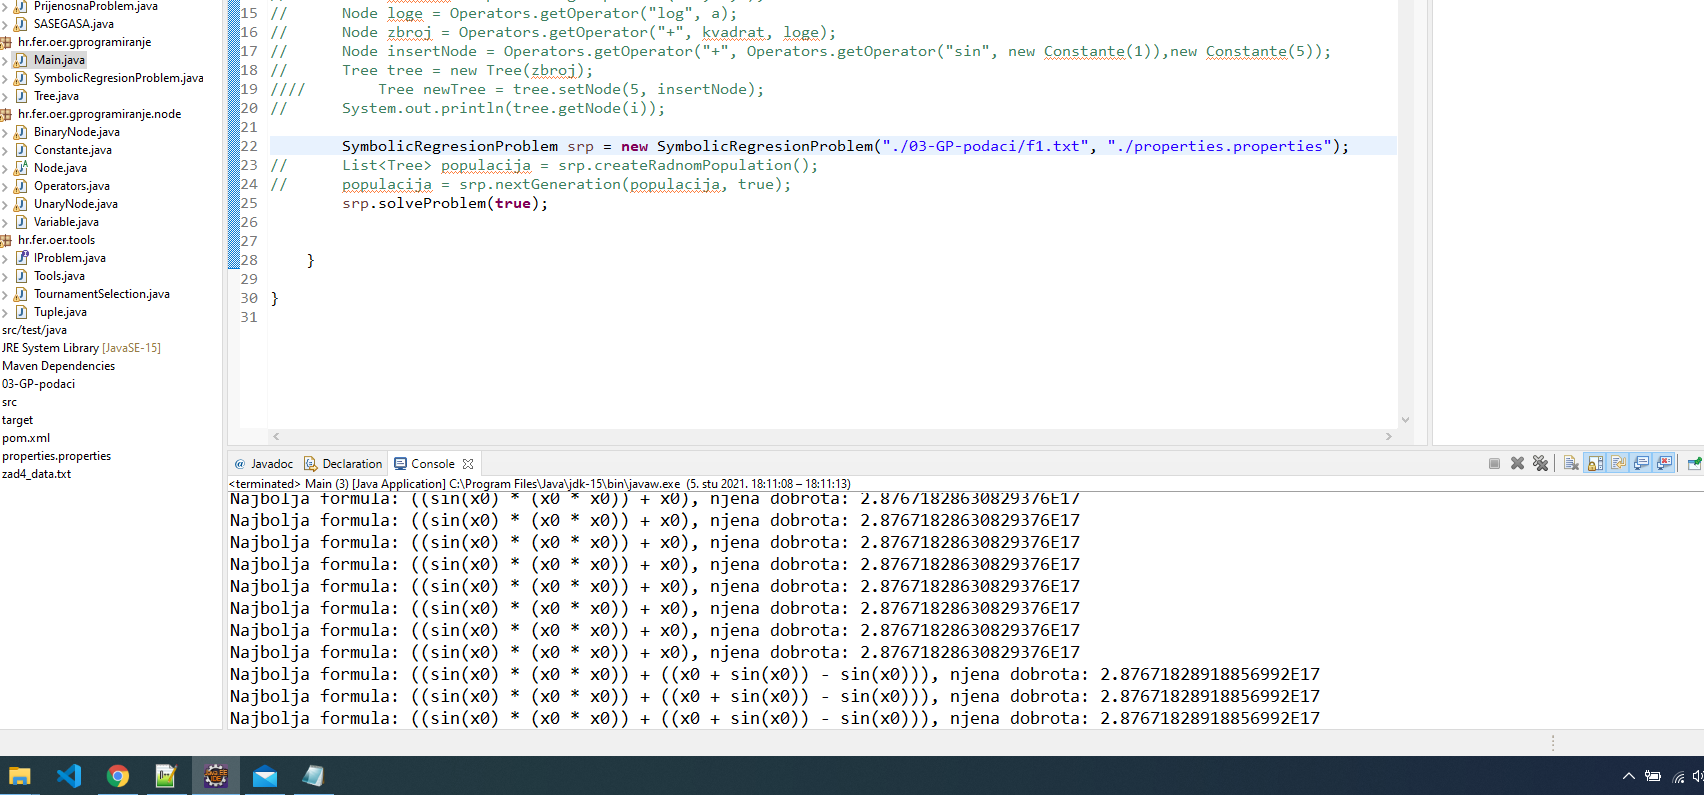 PrijenosnaProblem.java
SASEGASA.java
hr.fer.oer.gprogramiranje
Main.java
SymbolicRegresionProblem.java
Tree.java
hr.fer.oer.gprogramiranje.node
BinaryNode.java
Constante.java
Node.java
Operators.java
UnaryNode.java
Variable.java
hr.fer.oer.tools
IProblem.java
Tools.java
TournamentSelection.java
Tuple.java
src/test/java
JRE System Library [JavaSE-15]
Maven Dependencies
03-GP-podaci
src
target
pom.xml
properties.properties
zad4_data.txt
15 // Node loge = Operators.getOperator("log", a);
16 // Node zbroj = Operators.getOperator("+", kvadrat, loge);
17 // Node insertNode = Operators.getOperator("+", Operators.getOperator("sin", new Constante(1)),new Constante(5));
18 // Tree tree = new Tree(zbroj);
19 //// Tree newTree = tree.setNode(5, insertNode);
20 // System.out.println(tree.getNode(i));
21
22 SymbolicRegresionProblem srp = new SymbolicRegresionProblem("./03-GP-podaci/f1.txt", "./properties.properties");
23 // List<Tree> populacija = srp.createRadnomPopulation();
24 // populacija = srp.nextGeneration(populacija, true);
25 srp.solveProblem(true);
26
27
28 }
29
30 }
31
@ Javadoc Declaration Console
<terminated> Main (3) [Java Application] C:\Program Files\Java\jdk-15\bin\javaw.exe (5. stu 2021. 18:11:08 – 18:11:13)
Najbolja formula: ((sin(x0) * (x0 * x0)) + x0), njena dobrota: 2.87671828630829376E17
Najbolja formula: ((sin(x0) * (x0 * x0)) + x0), njena dobrota: 2.87671828630829376E17
Najbolja formula: ((sin(x0) * (x0 * x0)) + x0), njena dobrota: 2.87671828630829376E17
Najbolja formula: ((sin(x0) * (x0 * x0)) + x0), njena dobrota: 2.87671828630829376E17
Najbolja formula: ((sin(x0) * (x0 * x0)) + x0), njena dobrota: 2.87671828630829376E17
Najbolja formula: ((sin(x0) * (x0 * x0)) + x0), njena dobrota: 2.87671828630829376E17
Najbolja formula: ((sin(x0) * (x0 * x0)) + x0), njena dobrota: 2.87671828630829376E17
Najbolja formula: ((sin(x0) * (x0 * x0)) + x0), njena dobrota: 2.87671828630829376E17
Najbolja formula: ((sin(x0) * (x0 * x0)) + ((x0 + sin(x0)) - sin(x0))), njena dobrota: 2.87671828918856992E17
Najbolja formula: ((sin(x0) * (x0 * x0)) + ((x0 + sin(x0)) - sin(x0))), njena dobrota: 2.87671828918856992E17
Najbolja formula: ((sin(x0) * (x0 * x0)) + ((x0 + sin(x0)) - sin(x0))), njena dobrota: 2.87671828918856992E17